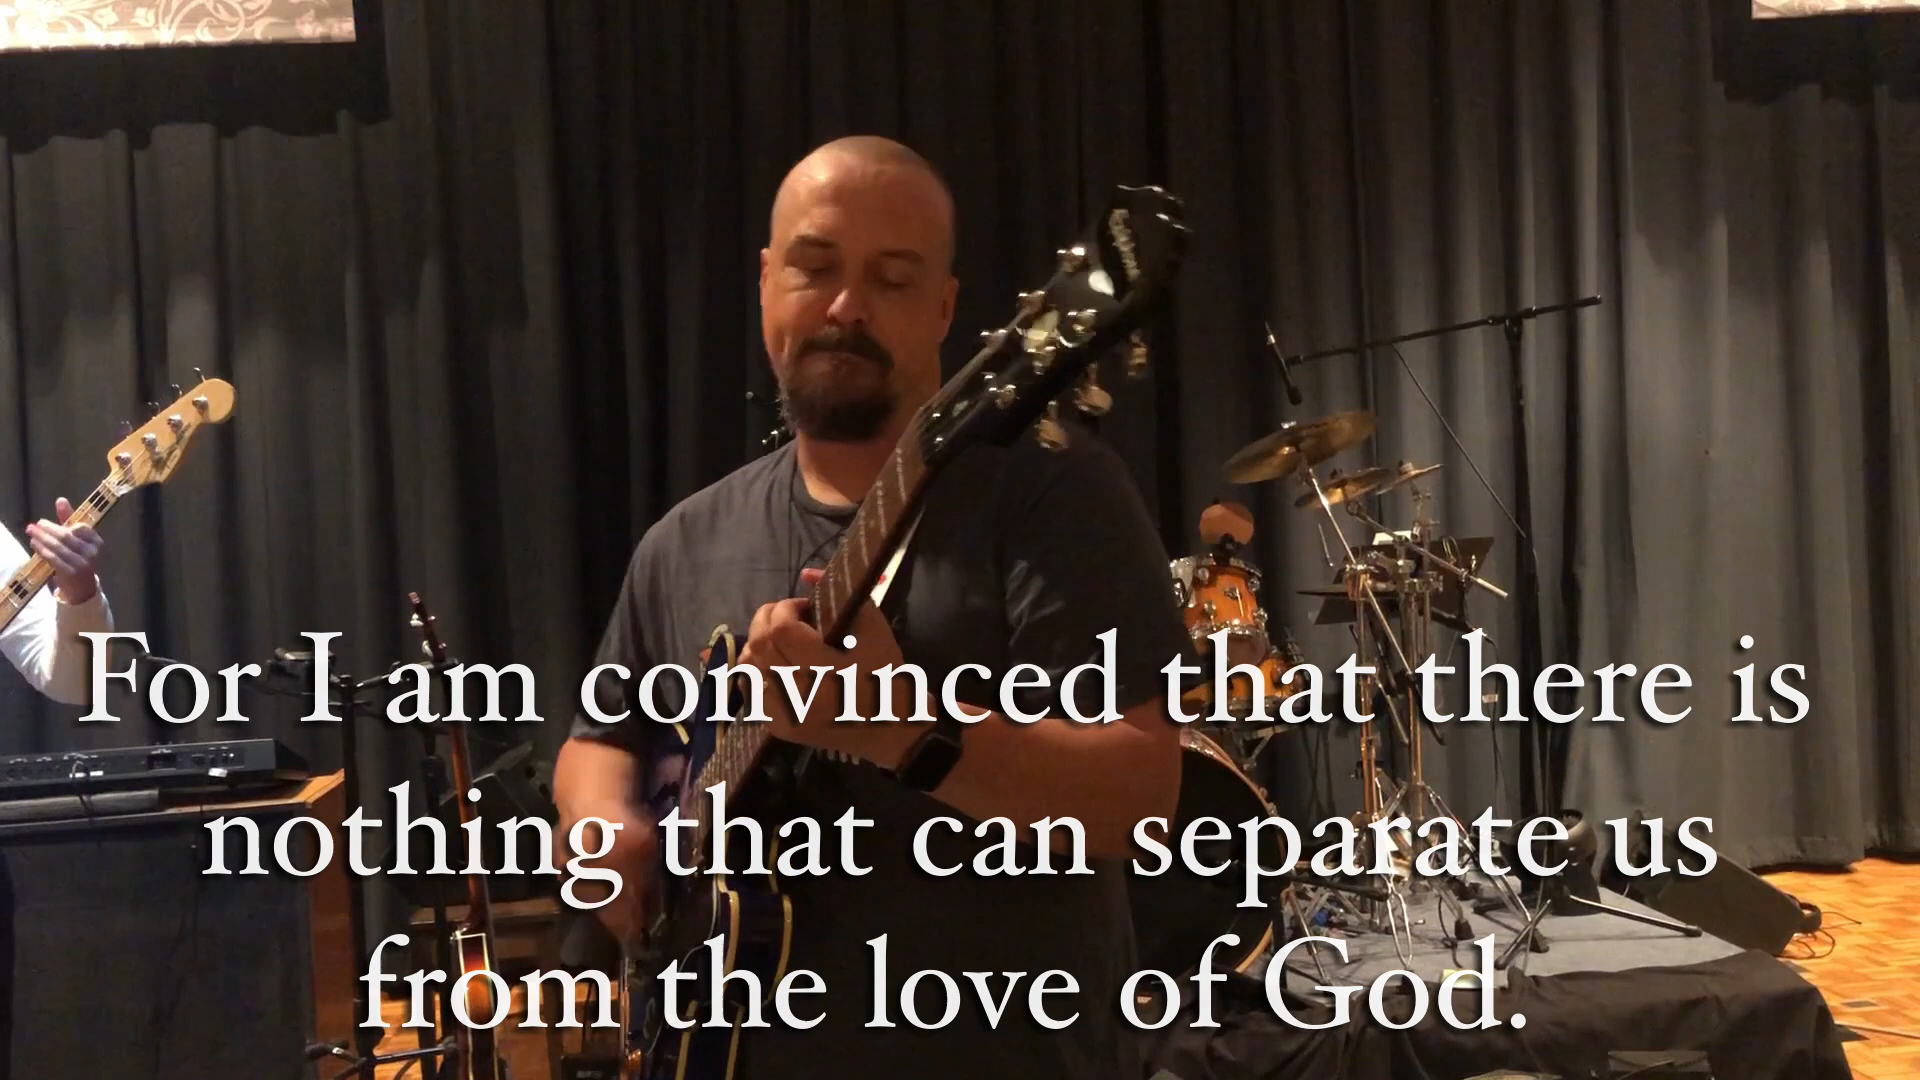 For I am convinced that there is
nothing that can separate us
from the love of God.